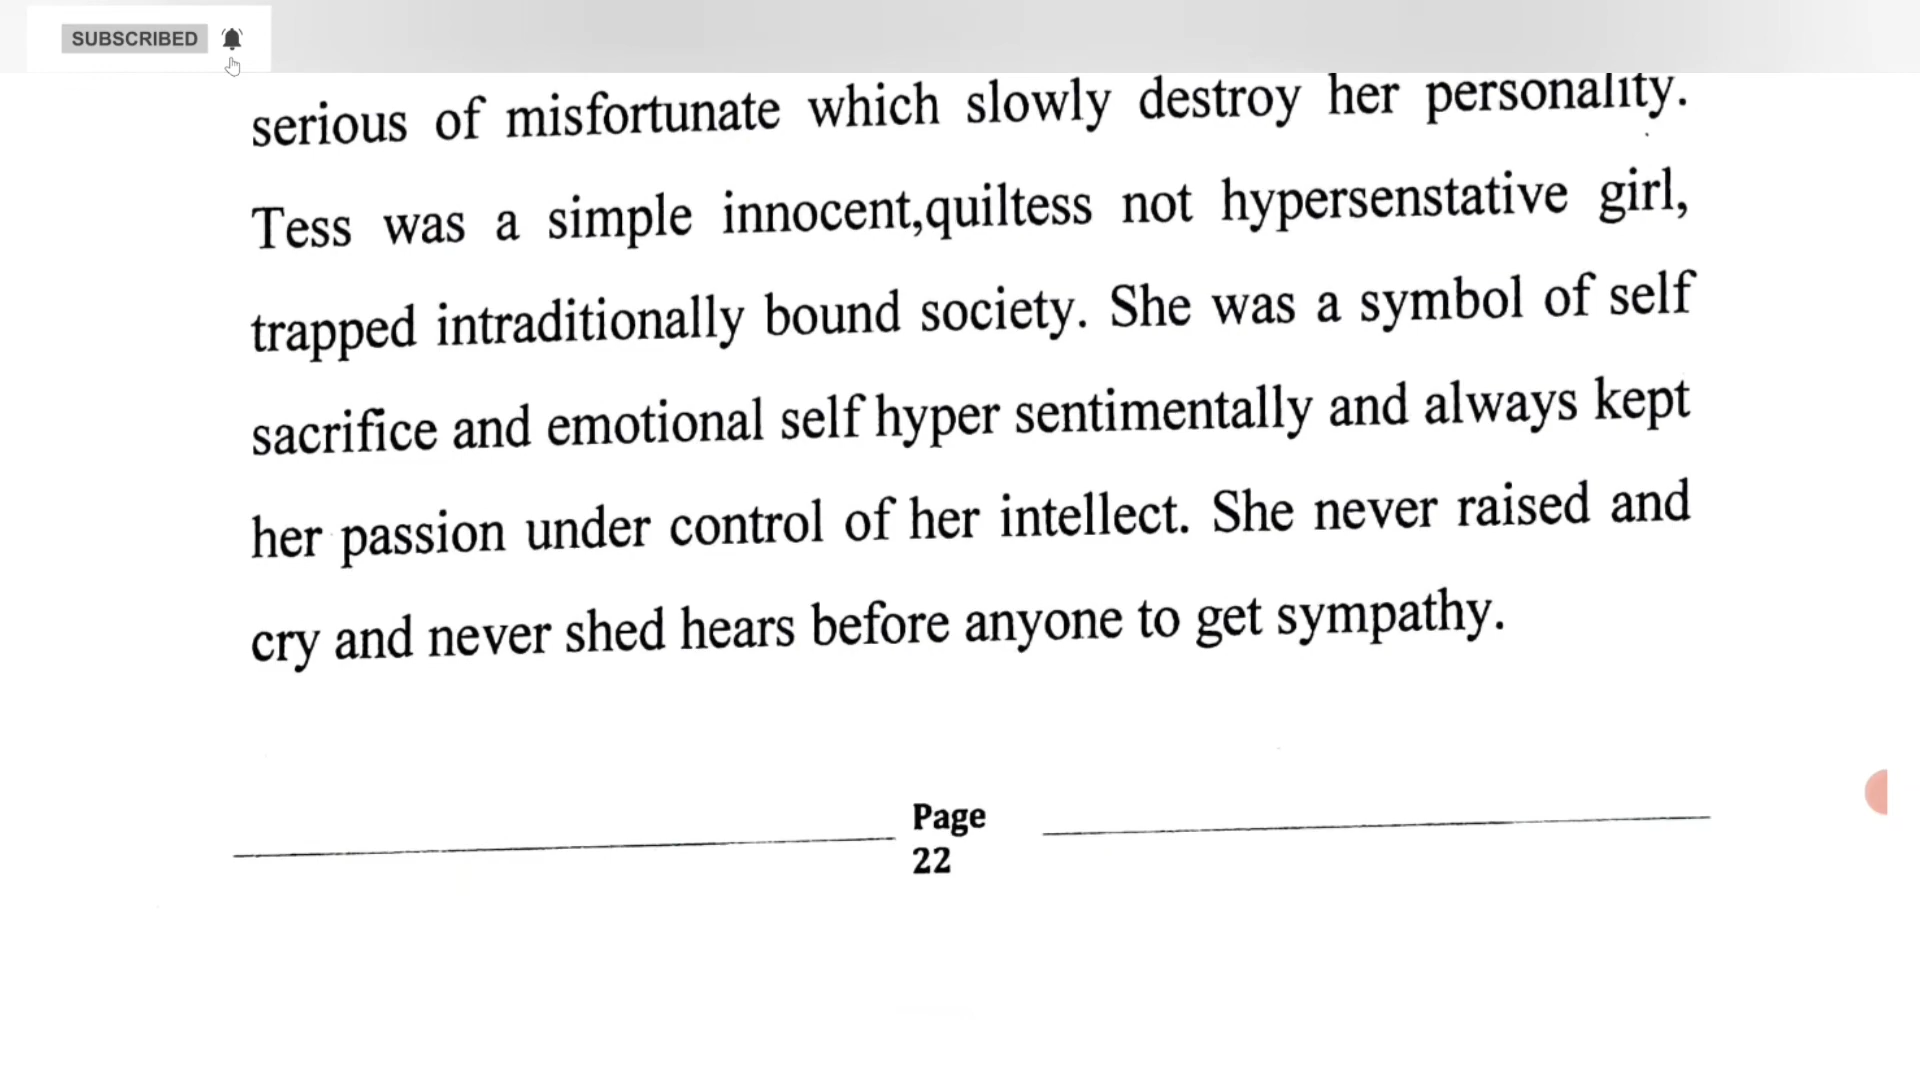 SUBSCRIBED
serious of misfortunate which slowly destroy her personality.
Tess was a simple innocent,quiltess not hypersenstative girl,
trapped intraditionally bound society. She was a symbol of self
sacrifice and emotional self hyper sentimentally and always kept
her passion under control of her intellect. She never raised and
cry and never shed hears before anyone to get sympathy.
Page
22